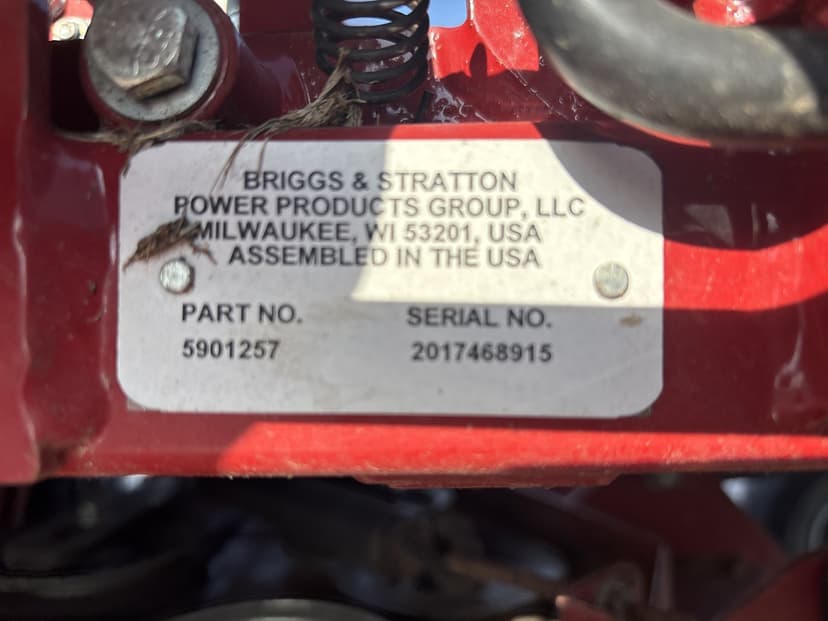 BRIGGS & STRATTON
POWER PRODUCTS GROUP, LLC
MILWAUKEE, WI 53201, USA
ASSEMBLED IN THE USA
PART NO. SERIAL NO.
5901257 2017468915